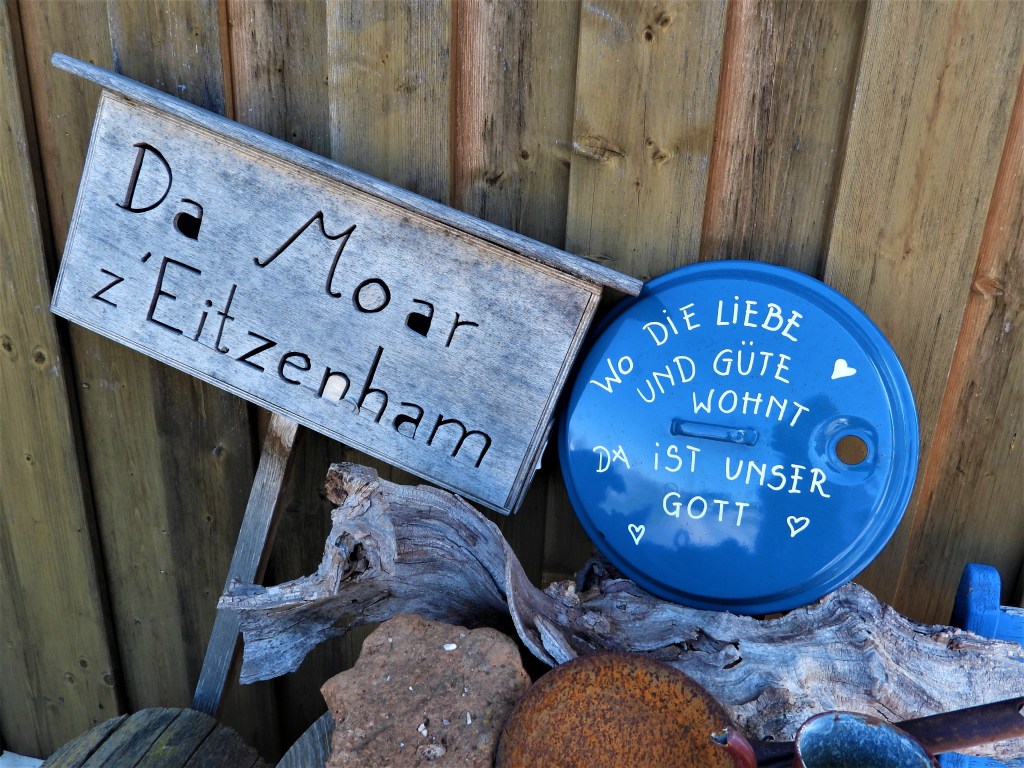 Da Moar
z'Eitzenham
WO DiE LiEBE
UND GÜTE
WOHNT
DA iST UNSER
GOTT